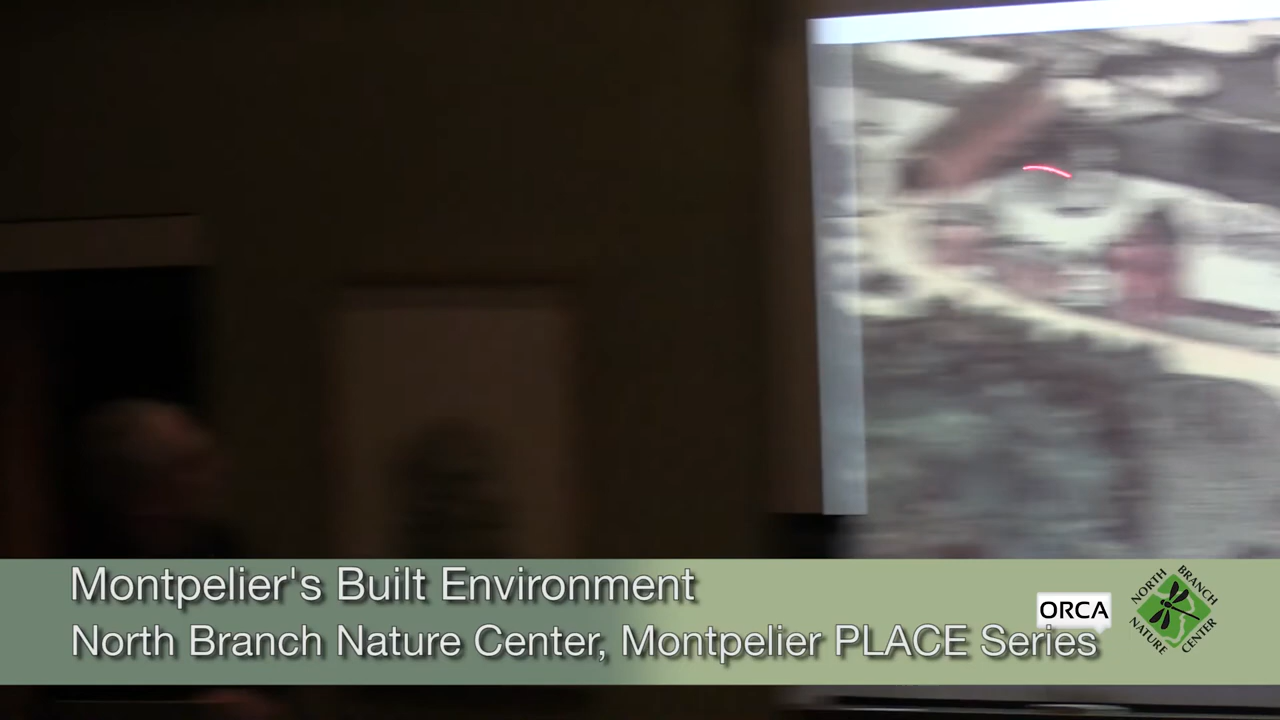 Montpelier's Built Environment
North Branch Nature Center, Montpelier PLACE Series
ORCA
NORTH BRANCH
NATURE CENTER